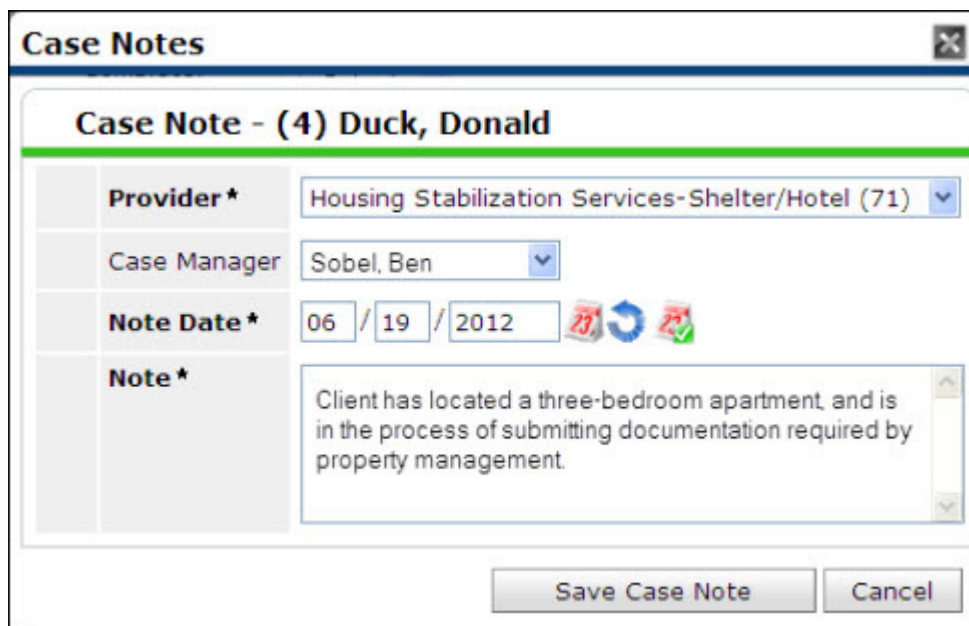 Case Notes
Case Note - (4) Duck, Donald
Provider* Housing Stabilization Services-Shelter/Hotel (71)
Case Manager Sobel, Ben
Note Date* 06 / 19 / 2012 23
Note* Client has located a three-bedroom apartment, and is
in the process of submitting documentation required by
property management.
Save Case Note Cancel